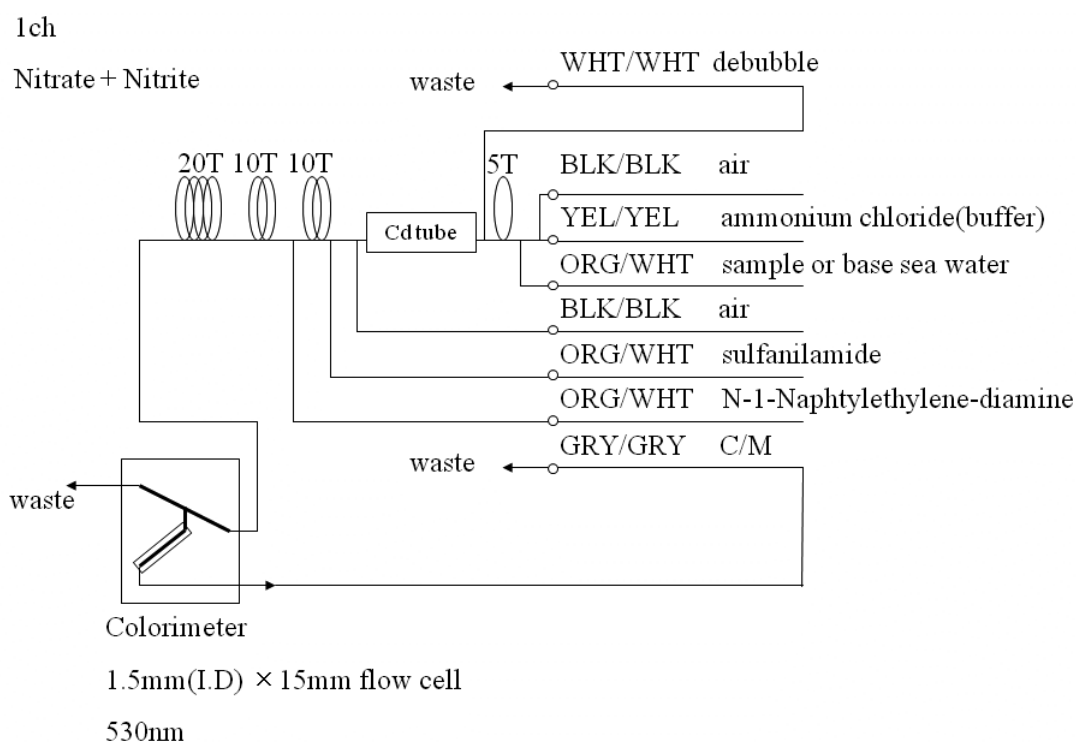 1ch
Nitrate + Nitrite
WHT/WHT debubble
waste
20T 10T 10T
5T
BLK/BLK air
YEL/YEL ammonium chloride(buffer)
Cd tube
ORG/WHT sample or base sea water
BLK/BLK air
ORG/WHT sulfanilamide
ORG/WHT N-1-Naphtylethylene-diamine
GRY/GRY C/M
waste
waste
Colorimeter
1.5mm(I.D) ×15mm flow cell
530nm